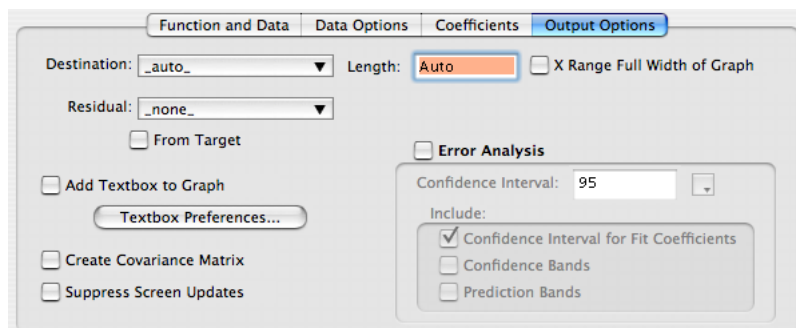 Function and Data Data Options Coefficients Output Options
Destination: _auto_ Length: Auto X Range Full Width of Graph
Residual: _none_
From Target
Error Analysis
Add Textbox to Graph
Confidence Interval: 95
Textbox Preferences...
Include:
Confidence Interval for Fit Coefficients
Create Covariance Matrix
Confidence Bands
Suppress Screen Updates
Prediction Bands